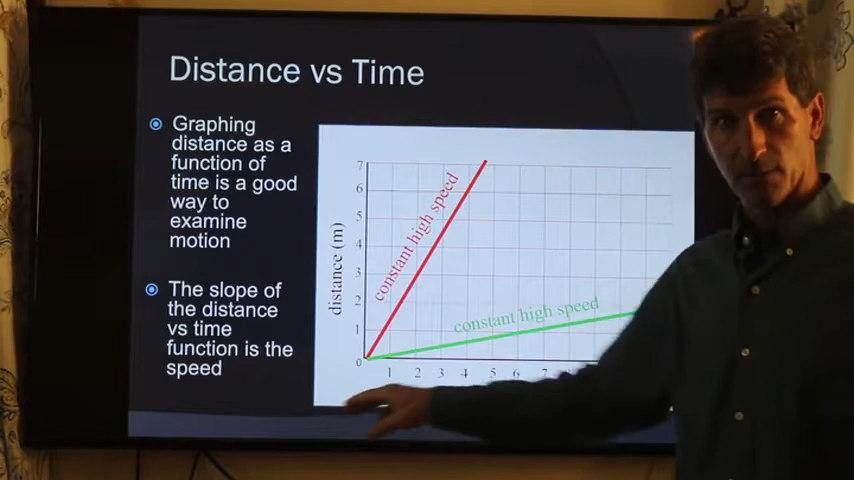 Distance vs Time
Graphing
distance as a
function of
time is a good
way to
examine
motion
The slope of
the distance
vs time
function is the
speed
distance (m)
7
6
5
4
3
2
1
0
constant high speed
constant high speed
1 2 3 4 5 6 7